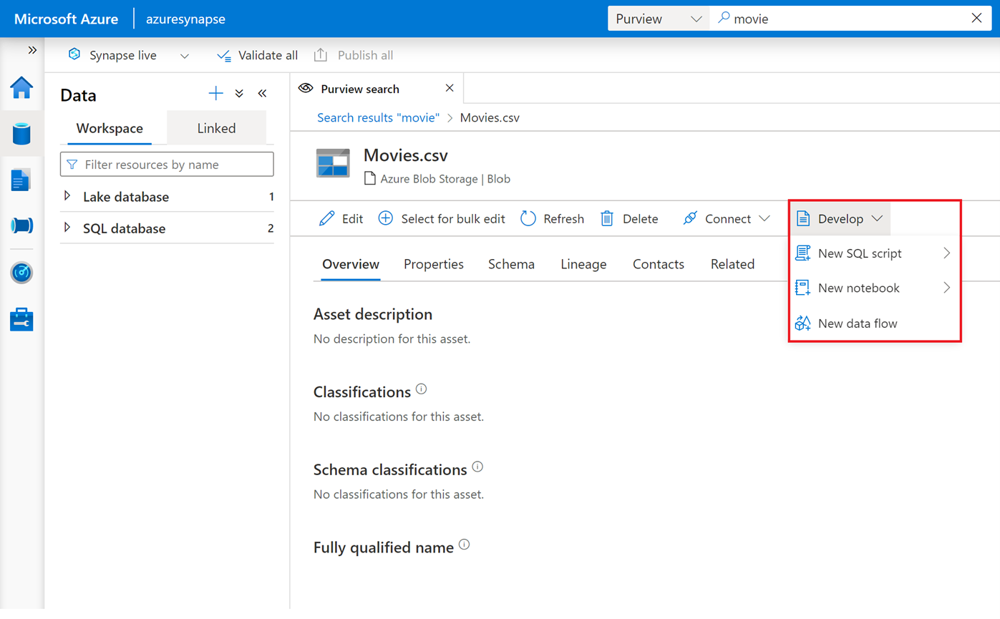 Microsoft Azure azuresynapse Purview movie
Synapse live Validate all Publish all
Data
Workspace Linked
Filter resources by name
Lake database 1
SQL database 2
Purview search
Search results "movie" > Movies.csv
Movies.csv
Azure Blob Storage | Blob
Edit Select for bulk edit Refresh Delete Connect Develop
New SQL script
New notebook
New data flow
Overview Properties Schema Lineage Contacts Related
Asset description
No description for this asset.
Classifications
No classifications for this asset.
Schema classifications
No classifications for this asset.
Fully qualified name